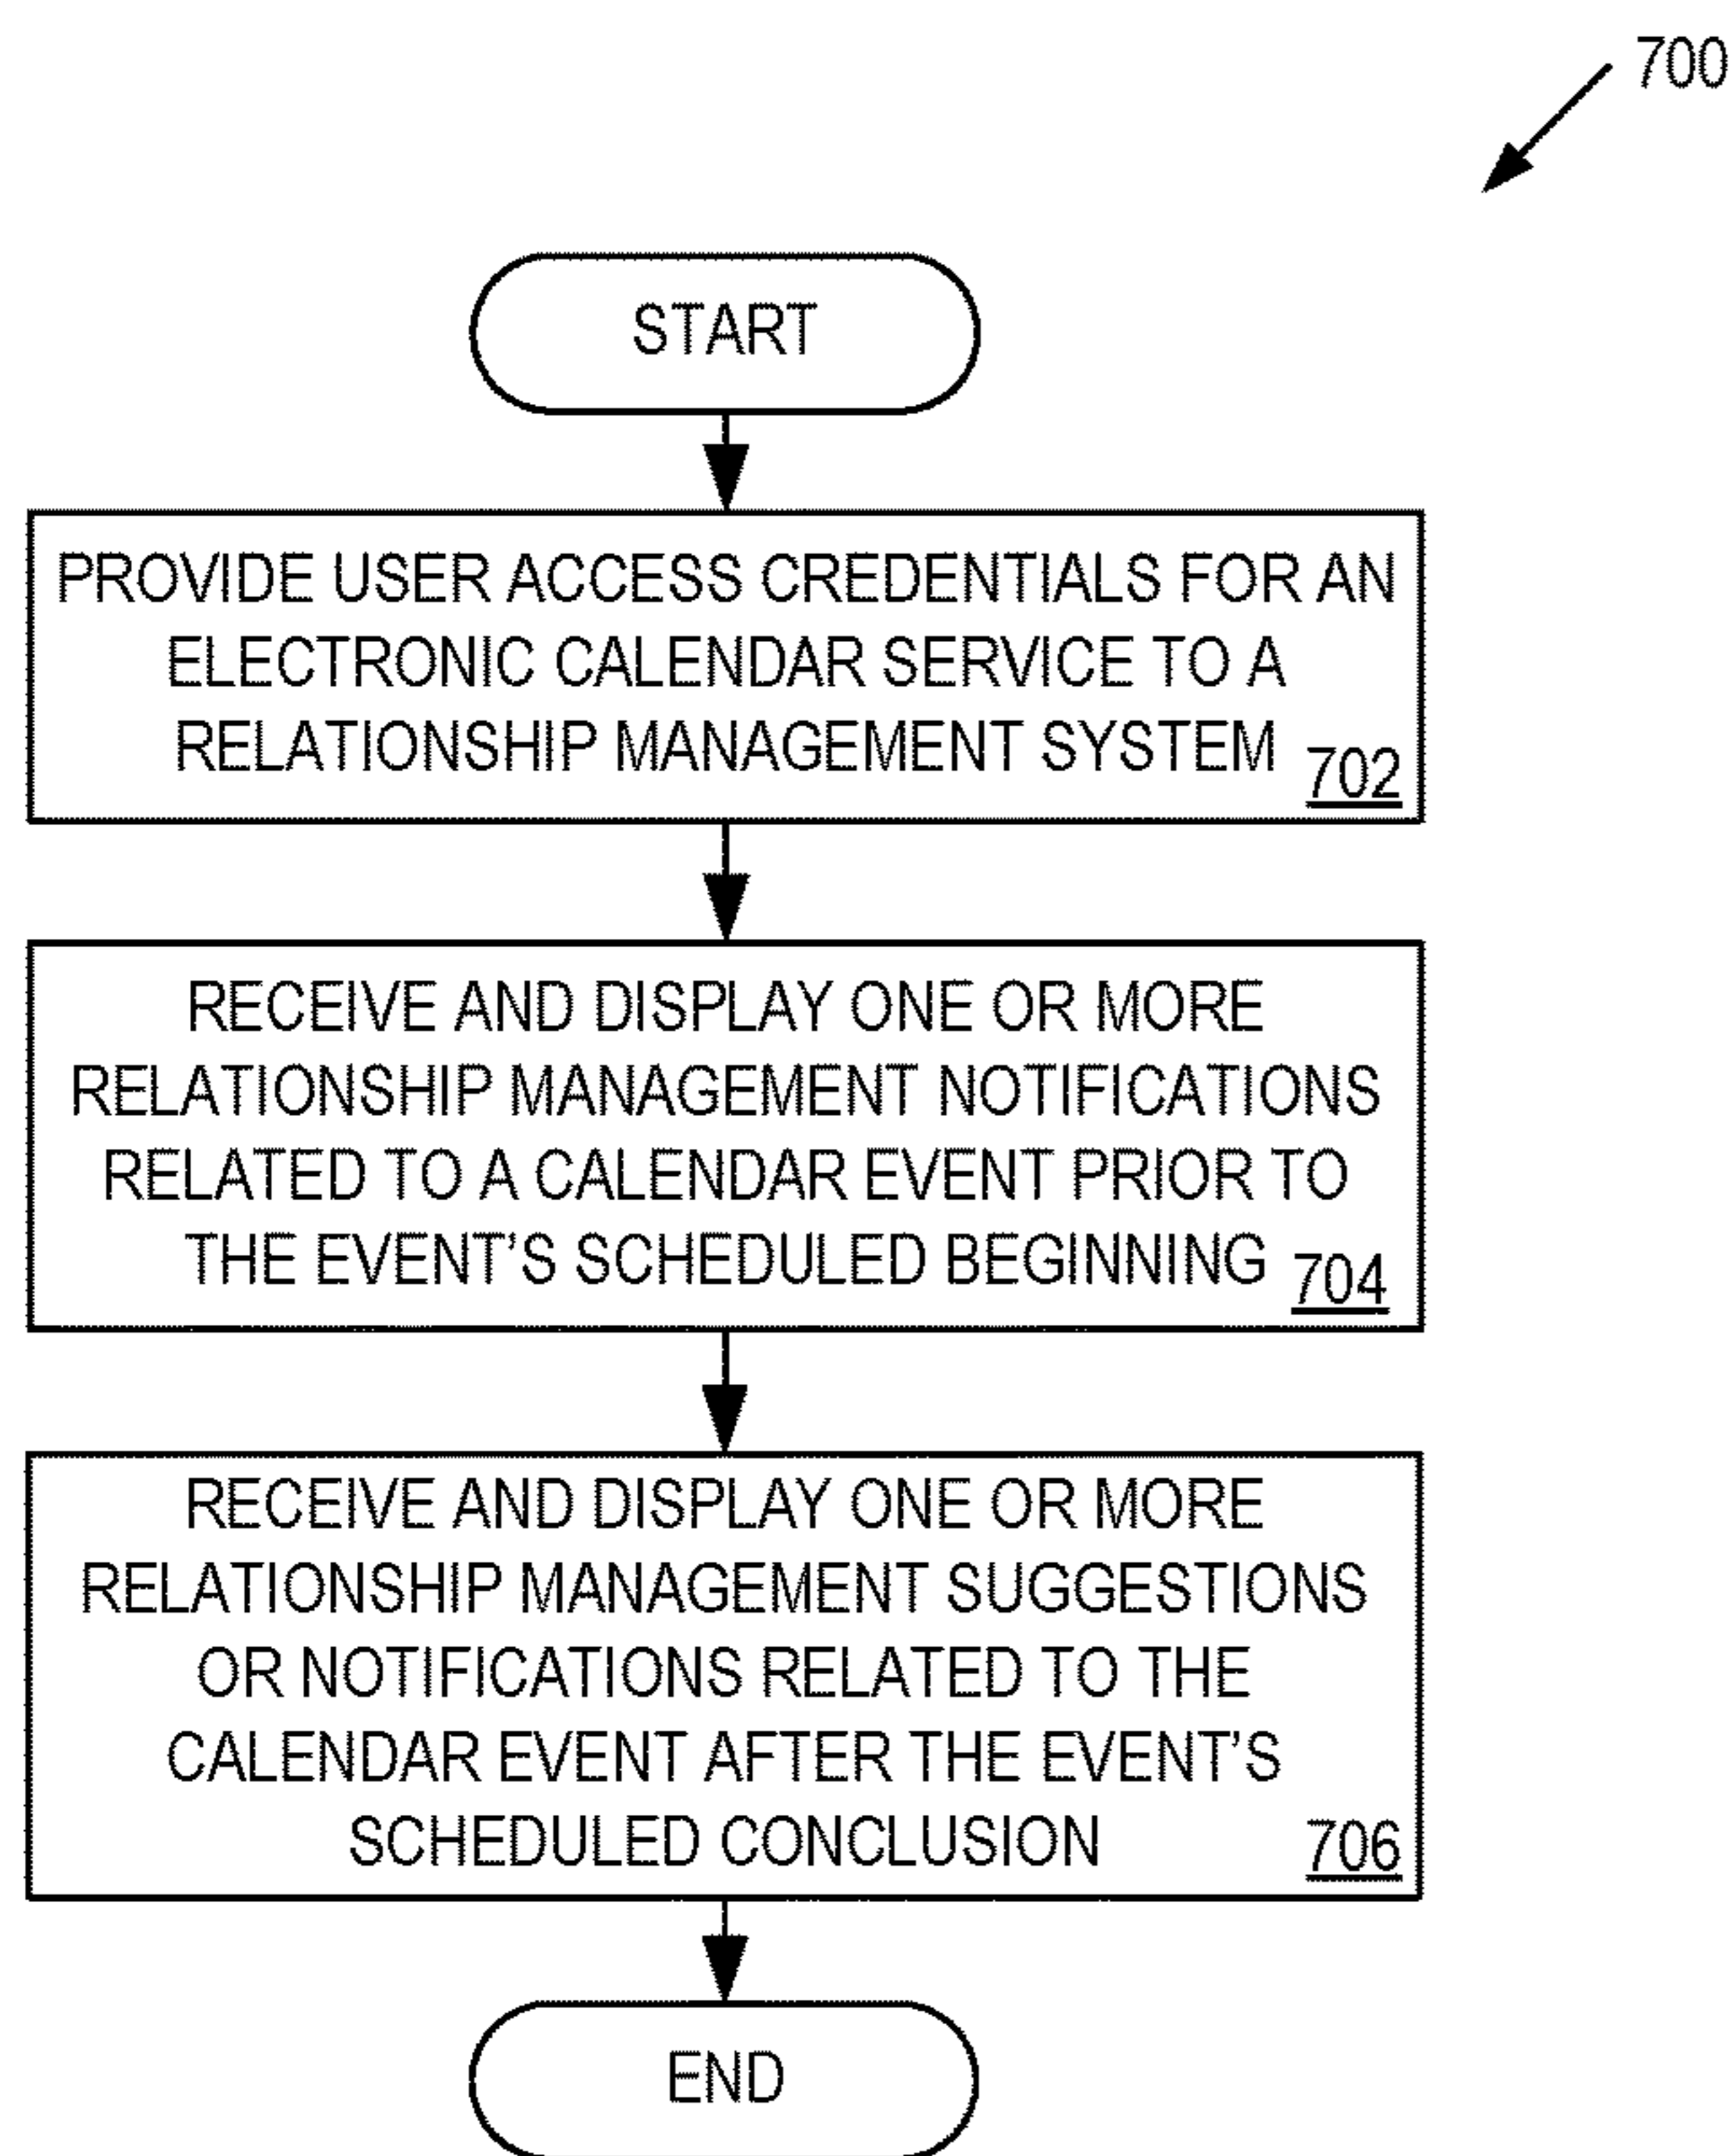 700
START
PROVIDE USER ACCESS CREDENTIALS FOR AN
ELECTRONIC CALENDAR SERVICE TO A
RELATIONSHIP MANAGEMENT SYSTEM 702
RECEIVE AND DISPLAY ONE OR MORE
RELATIONSHIP MANAGEMENT NOTIFICATIONS
RELATED TO A CALENDAR EVENT PRIOR TO
THE EVENT’S SCHEDULED BEGINNING 704
RECEIVE AND DISPLAY ONE OR MORE
RELATIONSHIP MANAGEMENT SUGGESTIONS
OR NOTIFICATIONS RELATED TO THE
CALENDAR EVENT AFTER THE EVENT’S
SCHEDULED CONCLUSION 706
END